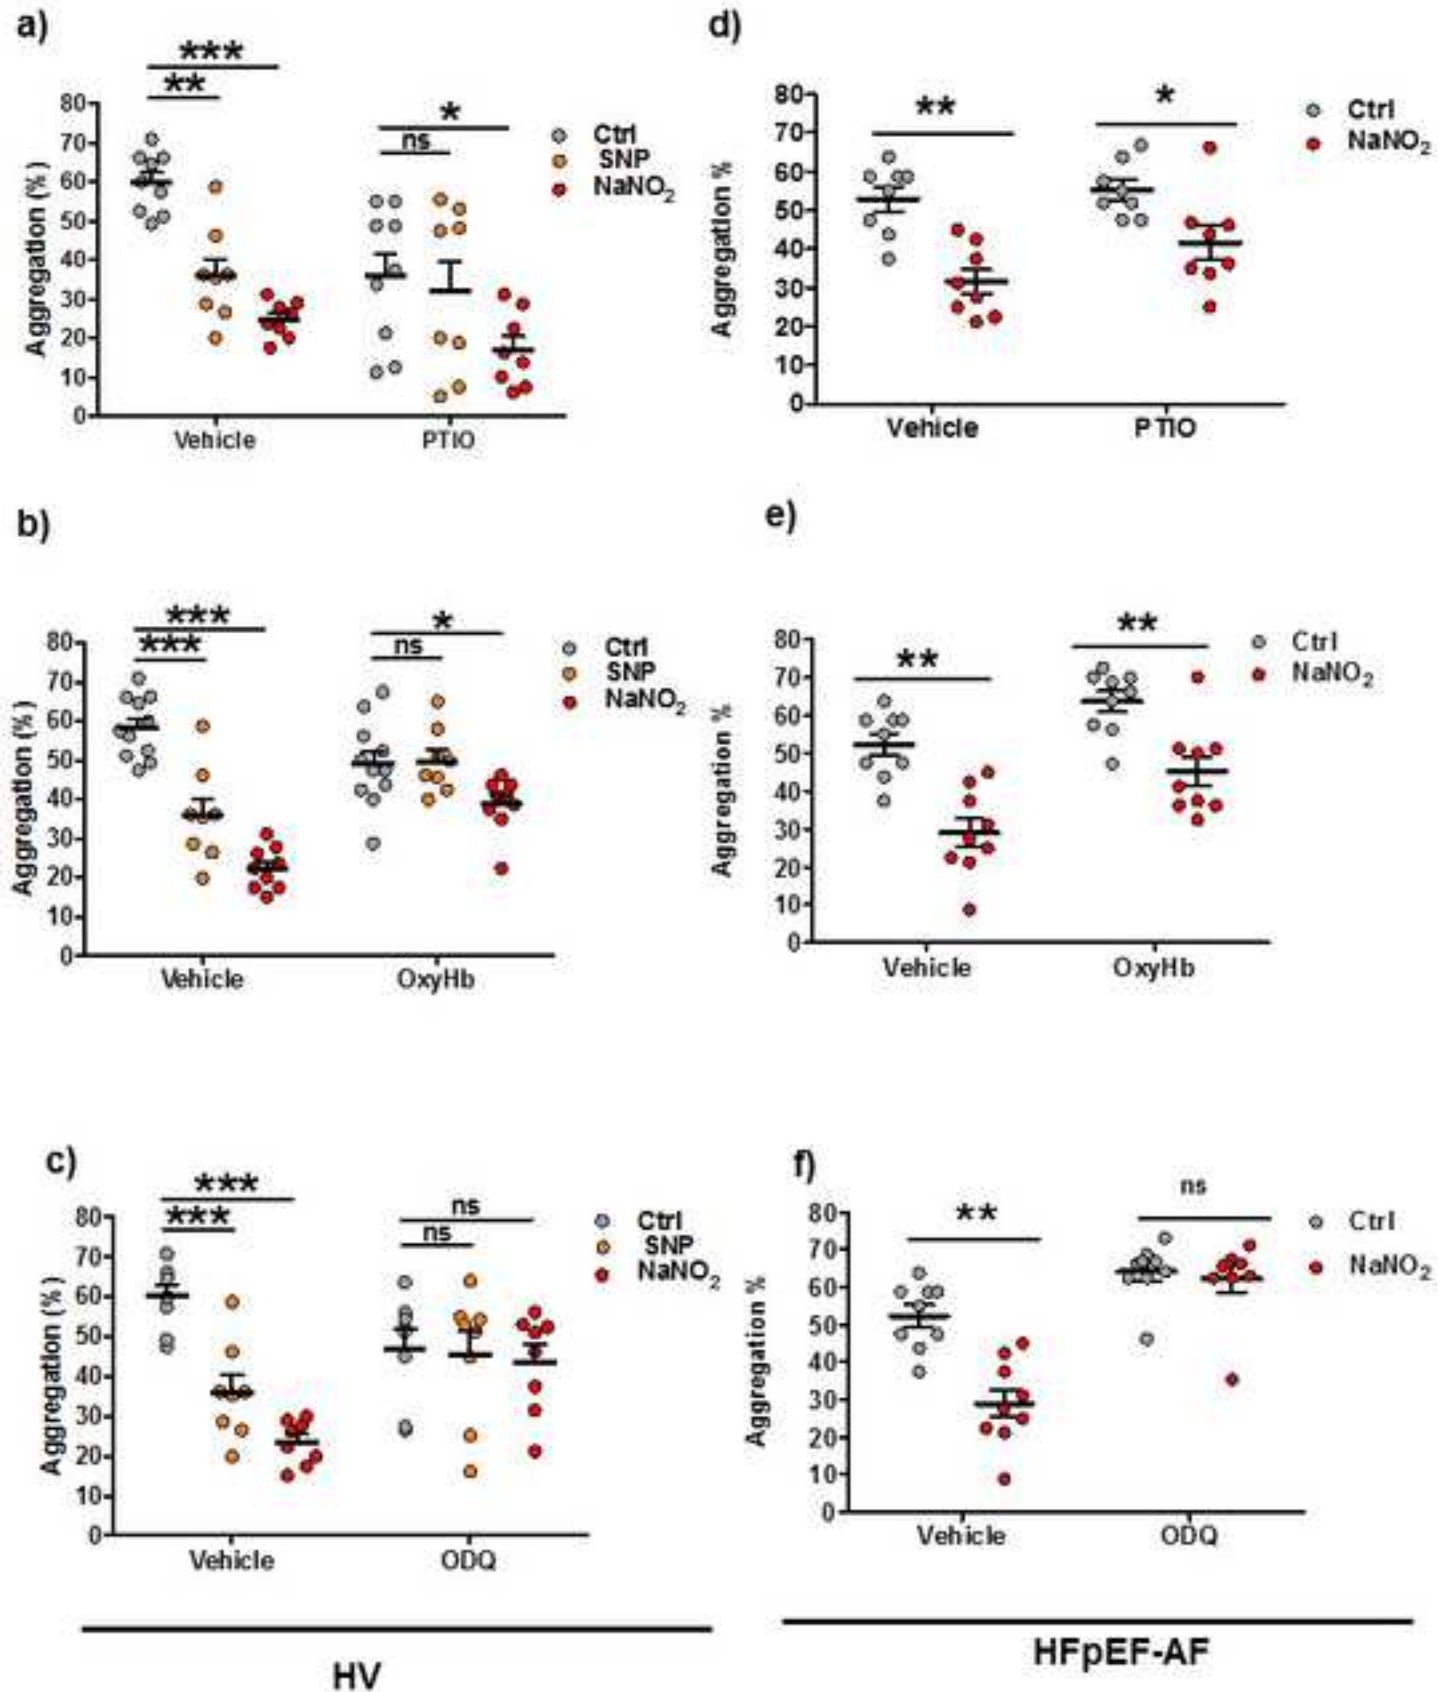 a)
***
**
80
70
60
50
40
30
20
10
0
Aggregation (%)
*
ns
Ctrl
SNP
NaNO2
Vehicle
PTIO
d)
**
*
80
70
60
50
40
30
20
10
0
Aggregation %
Ctrl
NaNO2
Vehicle
PTIO
b)
***
***
80
70
60
50
40
30
20
10
0
Aggregation (%)
*
ns
Ctrl
SNP
NaNO2
Vehicle
OxyHb
e)
**
**
80
70
60
50
40
30
20
10
0
Aggregation %
Ctrl
NaNO2
Vehicle
OxyHb
c)
***
***
80
70
60
50
40
30
20
10
0
Aggregation (%)
ns
ns
Ctrl
SNP
NaNO2
Vehicle
ODQ
f)
**
ns
80
70
60
50
40
30
20
10
0
Aggregation %
Ctrl
NaNO2
Vehicle
ODQ
HV
HFpEF-AF